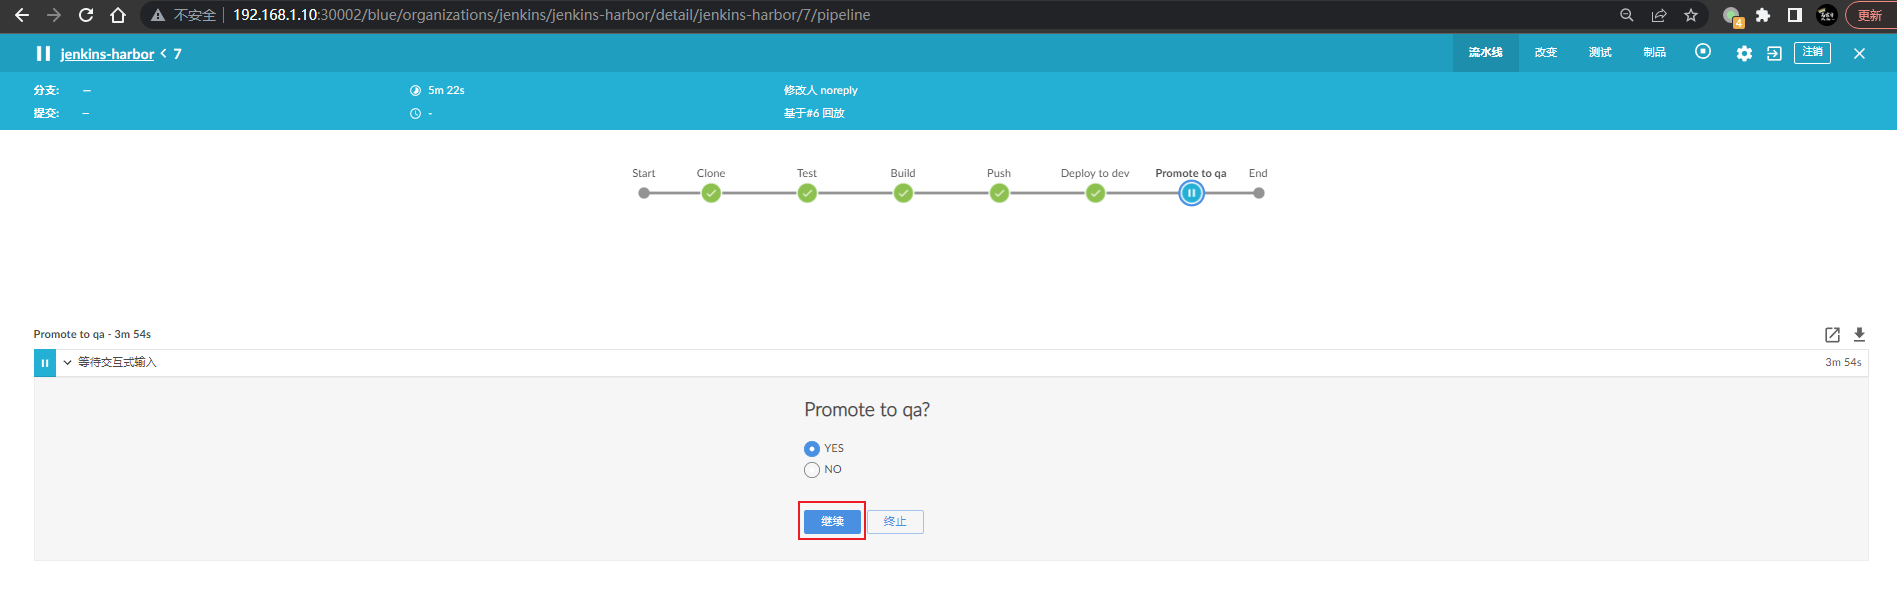 不安全 192.168.1.10:30002/blue/organizations/jenkins/jenkins-harbor/detail/jenkins-harbor/7/pipeline 4 更新
jenkins-harbor < 7 流水线 改变 测试 制品 注销
分支: — 5m 22s 修改人 noreply
提交: — - 基于#6 回放
Start Clone Test Build Push Deploy to dev Promote to qa End
Promote to qa - 3m 54s
等待交互式输入 3m 54s
Promote to qa?
YES
NO
继续 终止